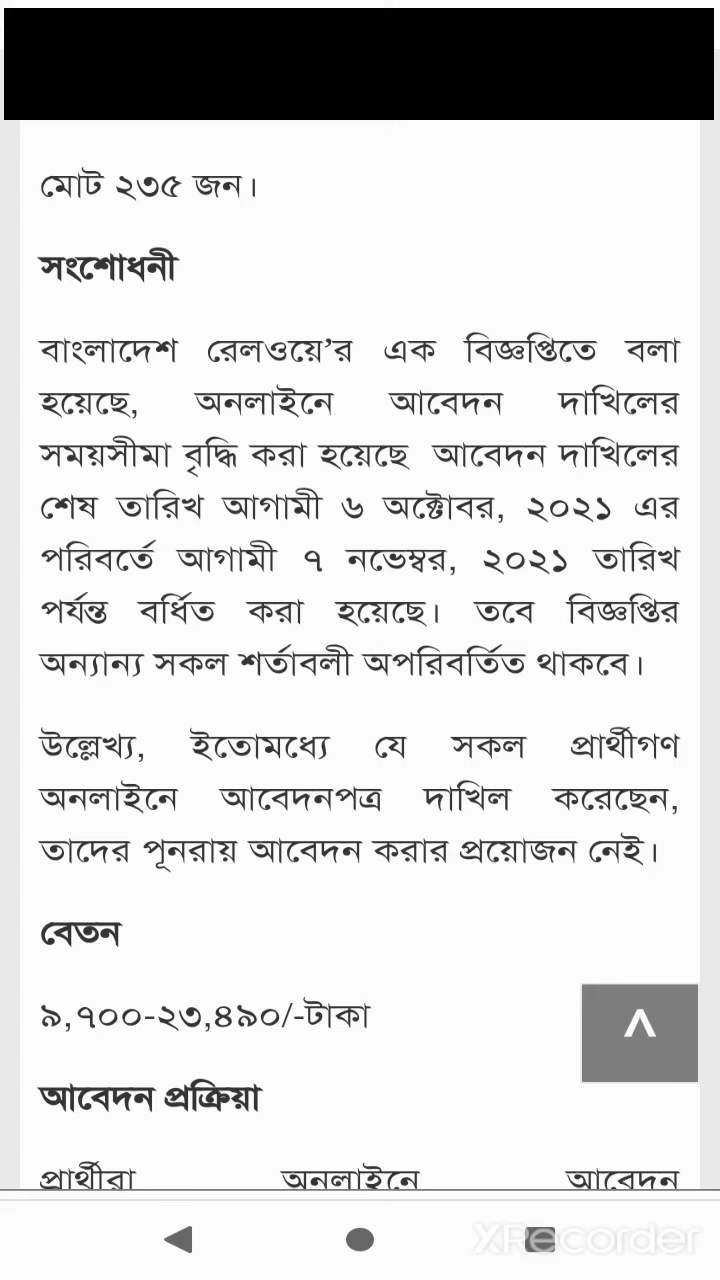 মোট ২৩৫ জন।
সংশোধনী
বাংলাদেশ রেলওয়ে’র এক বিজ্ঞপ্তিতে বলা
হয়েছে, অনলাইনে আবেদন দাখিলের
সময়সীমা বৃদ্ধি করা হয়েছে আবেদন দাখিলের
শেষ তারিখ আগামী ৬ অক্টোবর, ২০২১ এর
পরিবর্তে আগামী ৭ নভেম্বর, ২০২১ তারিখ
পর্যন্ত বর্ধিত করা হয়েছে। তবে বিজ্ঞপ্তির
অন্যান্য সকল শর্তাবলী অপরিবর্তিত থাকবে।
উল্লেখ্য, ইতোমধ্যে যে সকল প্রার্থীগণ
অনলাইনে আবেদনপত্র দাখিল করেছেন,
তাদের পূনরায় আবেদন করার প্রয়োজন নেই।
বেতন
৯,৭০০-২৩,৪৯০/-টাকা
আবেদন প্রক্রিয়া
প্রার্থীরা অনলাইনে আবেদন
XRecorder